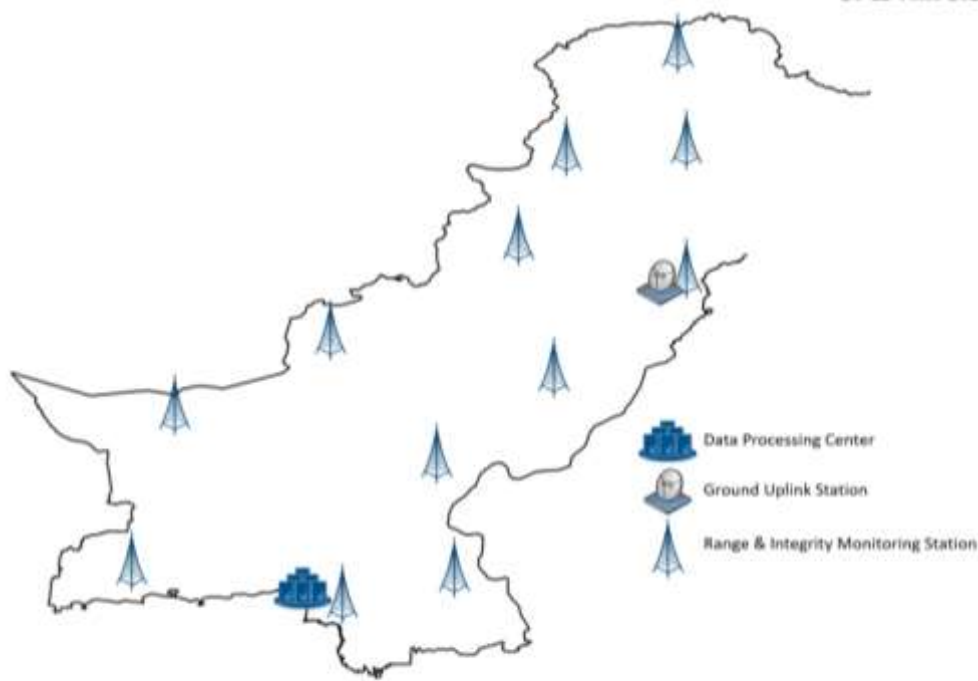 Data Processing Center
Ground Uplink Station
Range & Integrity Monitoring Station